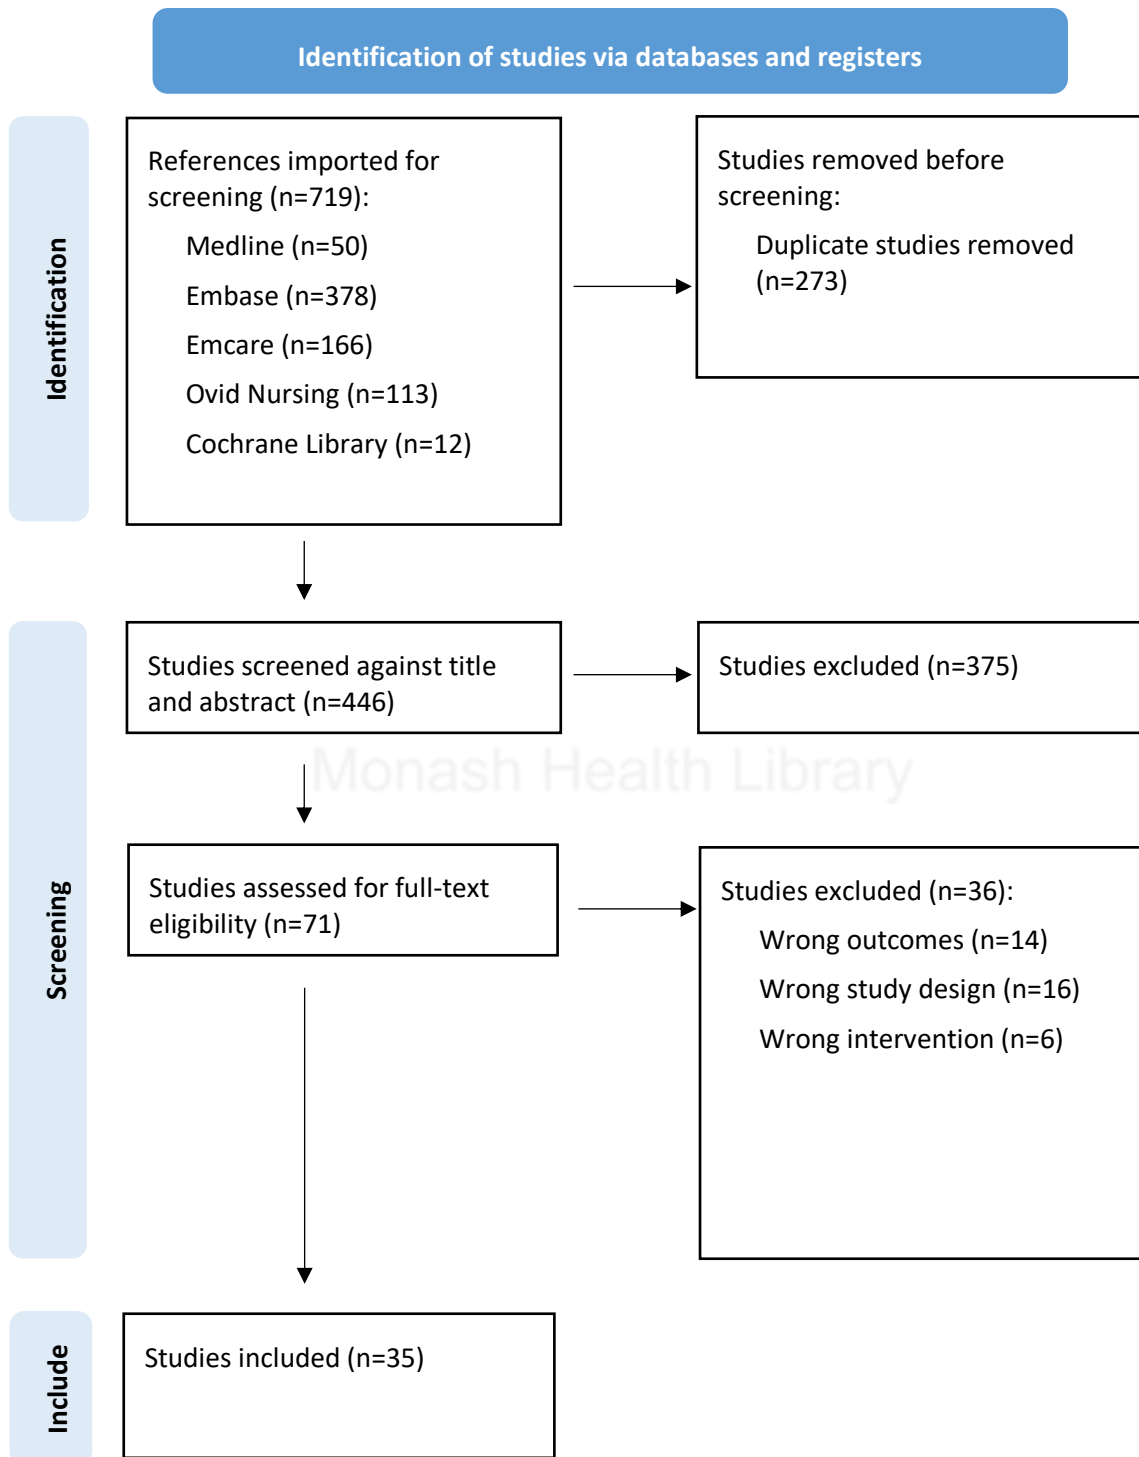 Identification of studies via databases and registers
Identification
References imported for
screening (n=719):
Medline (n=50)
Embase (n=378)
Emcare (n=166)
Ovid Nursing (n=113)
Cochrane Library (n=12)
Studies removed before
screening:
Duplicate studies removed
(n=273)
Screening
Studies screened against title
and abstract (n=446)
Studies excluded (n=375)
Monash Health Library
Studies assessed for full-text
eligibility (n=71)
Studies excluded (n=36):
Wrong outcomes (n=14)
Wrong study design (n=16)
Wrong intervention (n=6)
Include
Studies included (n=35)